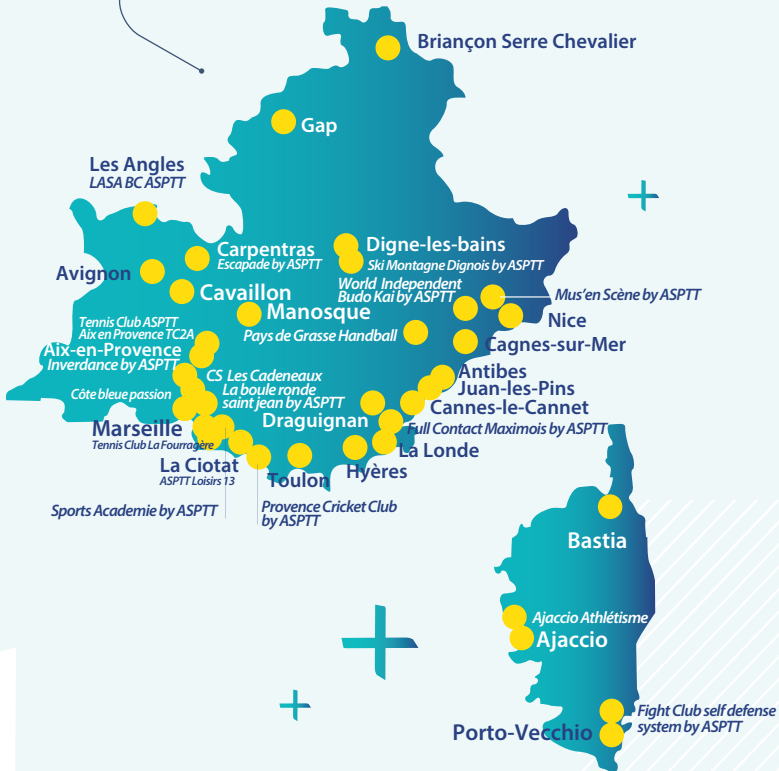 Briançon Serre Chevalier
Gap
Les Angles
LASA BC ASPTT
Carpentras
Escapade by ASPTT
Digne-les-bains
Ski Montagne Dignois by ASPTT
Avignon
Cavaillon
World Independent
Budo Kai by ASPTT
Mus'en Scène by ASPTT
Manosque
Nice
Tennis Club ASPTT
Aix en Provence TC2A
Pays de Grasse Handball
Cagnes-sur-Mer
Aix-en-Provence
Inverdance by ASPTT
CS Les Cadeneaux
La boule ronde
saint jean by ASPTT
Antibes
Juan-les-Pins
Côte bleue passion
Cannes-le-Cannet
Draguignan
Full Contact Maximois by ASPTT
Marseille
Tennis Club La Fourragère
La Londe
La Ciotat
ASPTT Loisirs 13
Hyères
Toulon
Sports Academie by ASPTT
Provence Cricket Club
by ASPTT
Bastia
Ajaccio Athlétisme
Ajaccio
Fight Club self defense
system by ASPTT
Porto-Vecchio